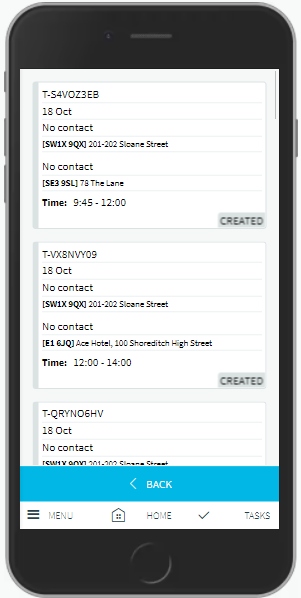 T-S4VOZ3EB
18 Oct
No contact
[SW1X 9QX] 201-202 Sloane Street
No contact
[SE3 9SL] 78 The Lane
Time: 9:45 - 12:00
CREATED
T-VX8NVY09
18 Oct
No contact
[SW1X 9QX] 201-202 Sloane Street
No contact
[E1 6JQ] Ace Hotel, 100 Shoreditch High Street
Time: 12:00 - 14:00
CREATED
T-QRYNO6HV
18 Oct
No contact
[SW1X 9QX] 201-202 Sloane Street
BACK
MENU HOME TASKS